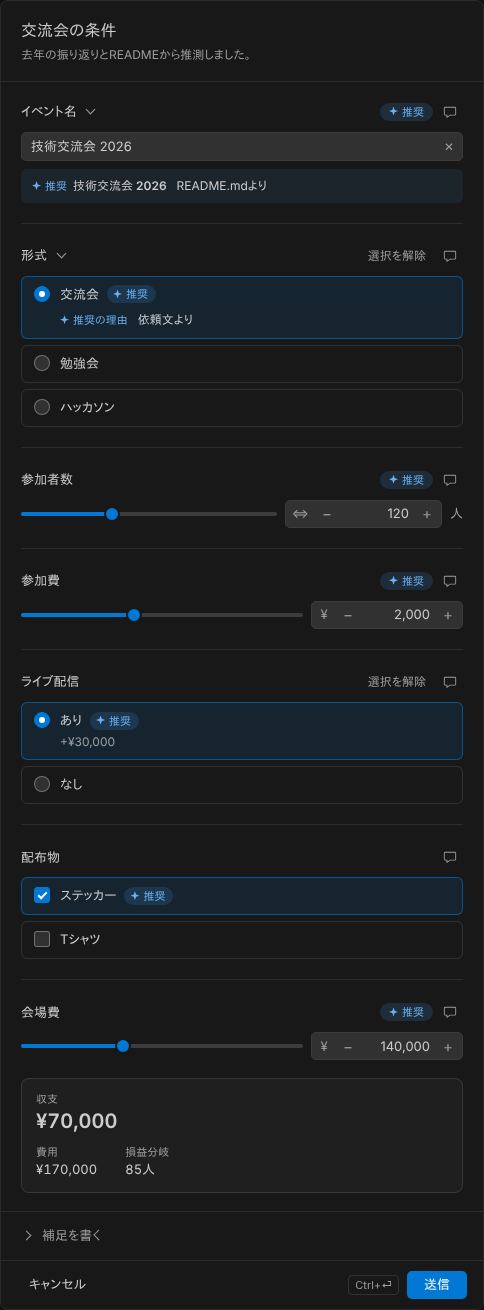 交流会の条件
去年の振り返りとREADMEから推測しました。
イベント名 推奨
技術交流会 2026 ×
推奨 技術交流会 2026 README.mdより
形式 選択を解除
交流会 推奨
推奨の理由 依頼文より
勉強会
ハッカソン
参加者数 推奨
− 120 + 人
参加費 推奨
¥ − 2,000 +
ライブ配信 選択を解除
あり 推奨
+¥30,000
なし
配布物
ステッカー 推奨
Tシャツ
会場費 推奨
¥ − 140,000 +
収支
¥70,000
費用 損益分岐
¥170,000 85人
補足を書く
キャンセル Ctrl+⏎ 送信